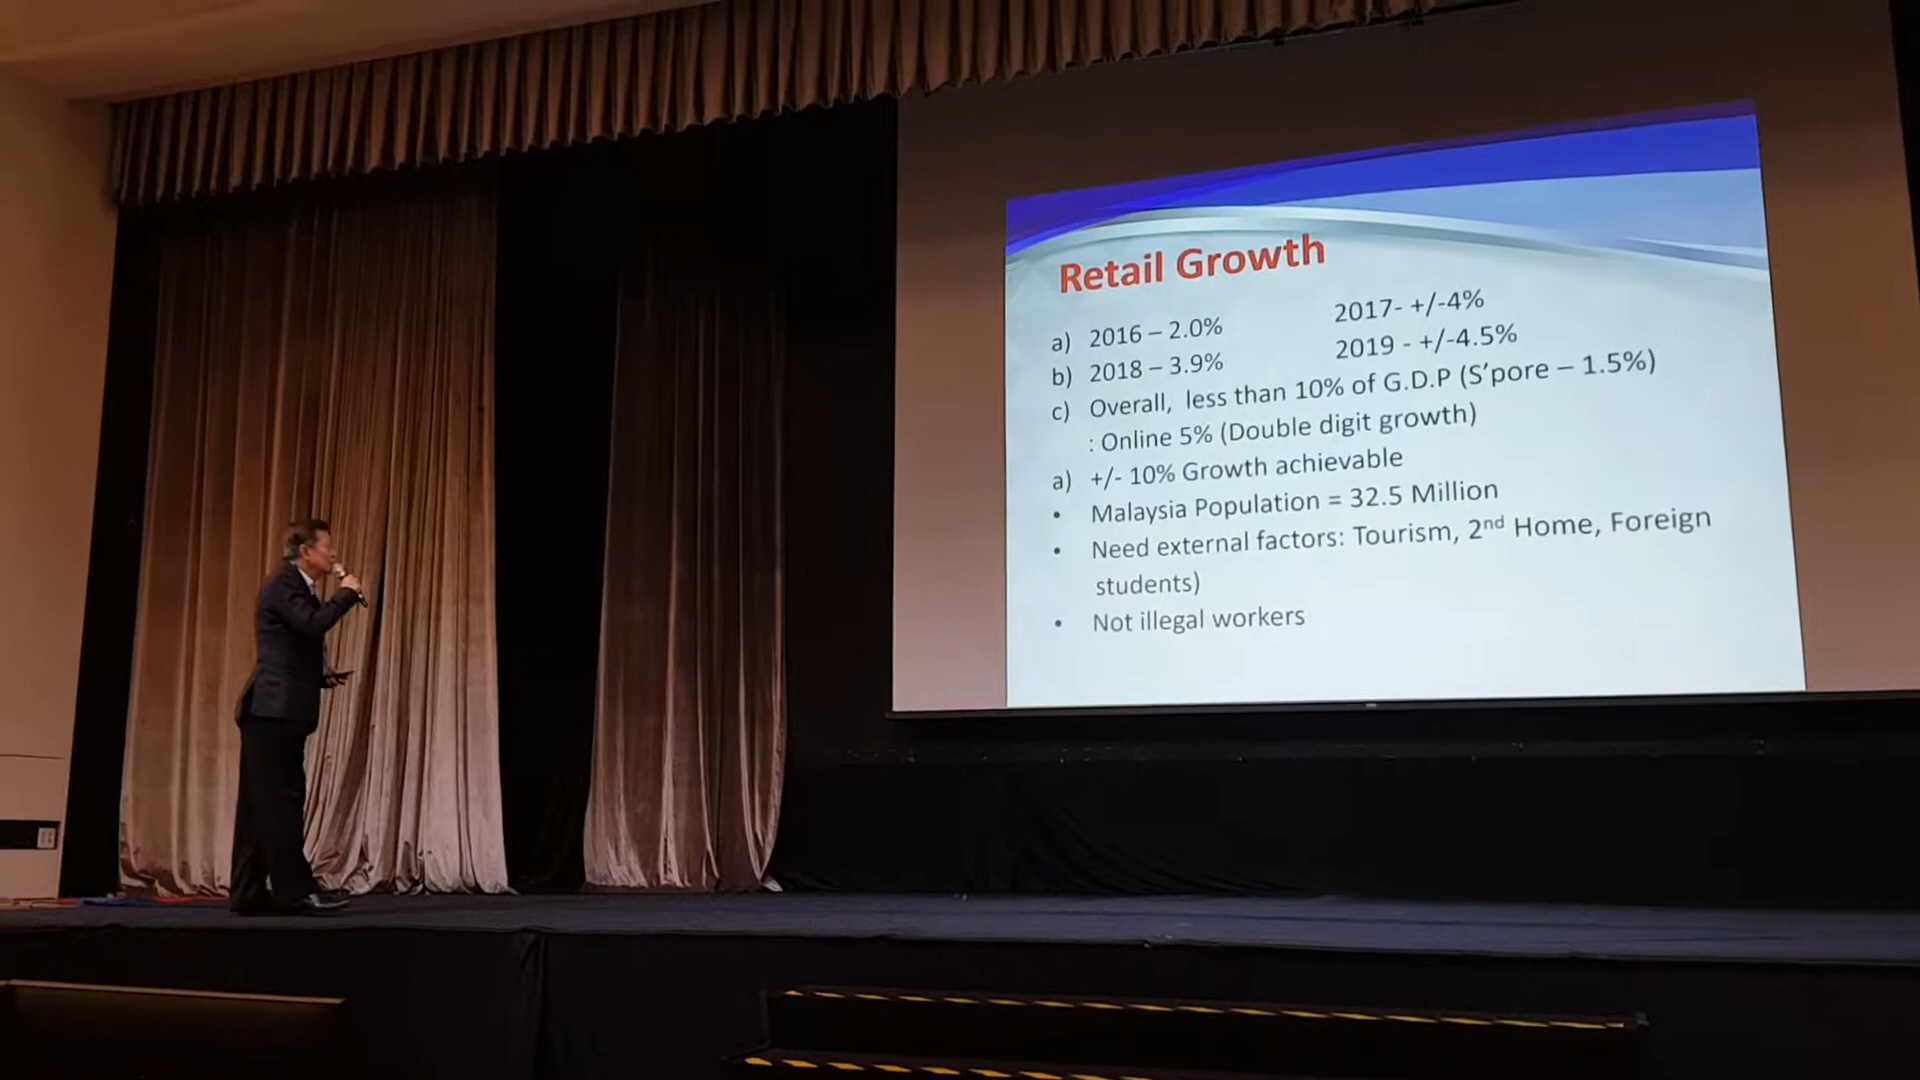 Retail Growth
a) 2016 – 2.0% 2017- +/-4%
b) 2018 – 3.9% 2019 - +/-4.5%
c) Overall, less than 10% of G.D.P (S'pore – 1.5%)
: Online 5% (Double digit growth)
a) +/- 10% Growth achievable
• Malaysia Population = 32.5 Million
• Need external factors: Tourism, 2nd Home, Foreign
students)
• Not illegal workers